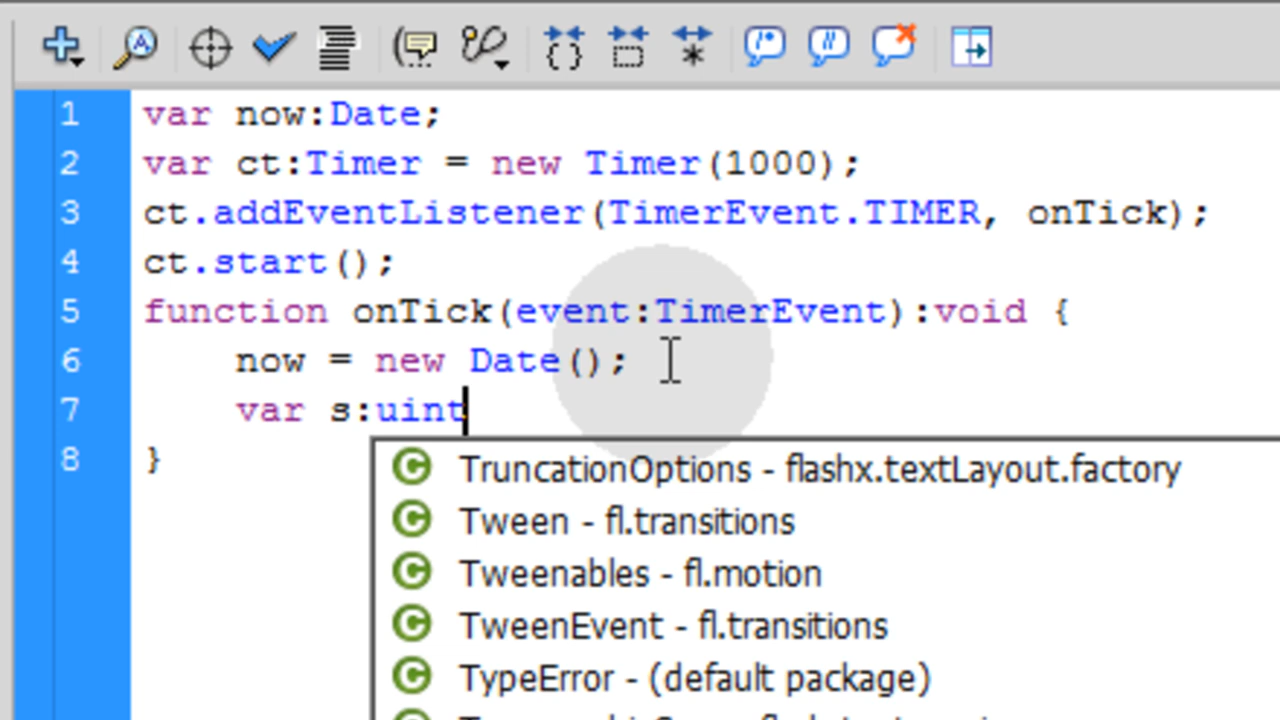 1 var now:Date;
2 var ct:Timer = new Timer(1000);
3 ct.addEventListener(TimerEvent.TIMER, onTick);
4 ct.start();
5 function onTick(event:TimerEvent):void {
6 now = new Date();
7 var s:uint
8 }
TruncationOptions - flashx.textLayout.factory
Tween - fl.transitions
Tweenables - fl.motion
TweenEvent - fl.transitions
TypeError - (default package)